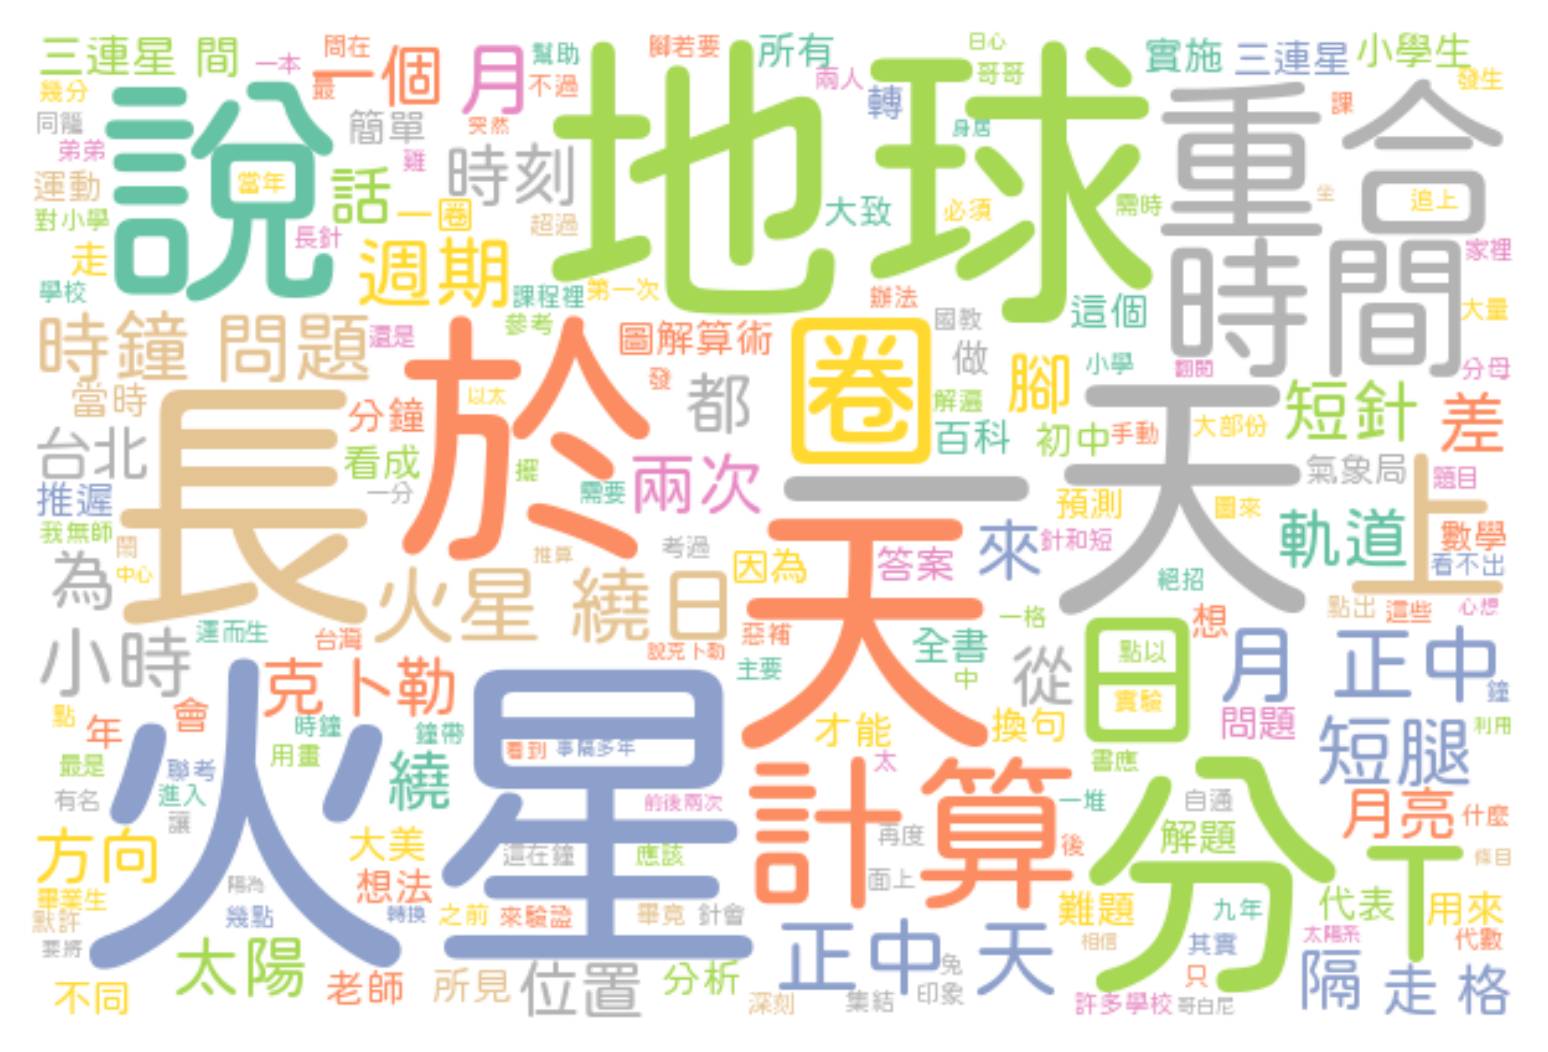 三連星 間 一本 問在 一個 月 幫助 腳若要 所有 日心 實施 三連星 小學生
幾分 最 不過 兩人 哥哥 轉 發生
說 地球 重合
同籠 簡單 突然 身居 課
弟弟 雞 時刻
運動 當年 話 一圈 超過 大致 必須 需時 坐 追上
對小學 長針
走 週期 時間 家裡
學校 課程裡 第一次 辦法 這個 大量
時鐘 問題 還是 參考 圖解算術 國教
於 圈 做 腳 小學 翻閱 分母
當時 分鐘 以太 發 都 解遍 天 短針 差
台北 看成 百科 初中 手動 大部份
長 一分 擺 需要 兩次 一 氣象局 題目
推遲 預測 圖來 上
我無師 考過 天 答案 來 針和短 軌道 數學
問 中心 推算 因為 看不出
為 火星 繞日 絕招 點出 這些 心想
小時 運而生 台灣 惡補 一格 想
說克卜勒 主要 全書 中 從 日 點以 月 正中 鐘
克卜勒 實驗
點 年 會 時鐘 鐘帶 才能 換句 問題 短腿 利用
火星 看到 事隔多年
最是 聯考 用畫 繞 太 書應
有名 進入 讓 前後兩次 計算 一堆 自通 分 月亮 什麼
方向 大美 這在鐘 應該 再度 後 解題 T 條目
畢業生 隔為 想法 面上
默許 幾點 轉換 之前 來驗證 畢竟 針會 難題 九年 代表 用來
要將 相信 其實 太陽系 代數
太陽 老師 所見 位置 分析 正中天 兔 只 隔 走 格
不同 深刻 集結 印象 許多學校 哥白尼